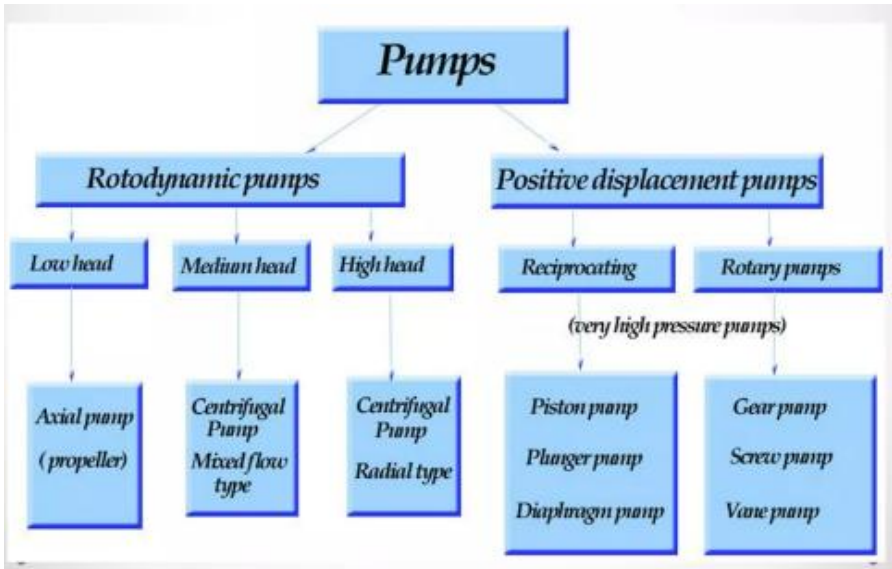 Pumps
Rotodynamic pumps
Positive displacement pumps
Low head
Medium head
High head
Reciprocating
Rotary pumps
(very high pressure pumps)
Axial pump
( propeller)
Centrifugal
Pump
Mixed flow
type
Centrifugal
Pump
Radial type
Piston pump
Plunger pump
Diaphragm pump
Gear pump
Screw pump
Vane pump